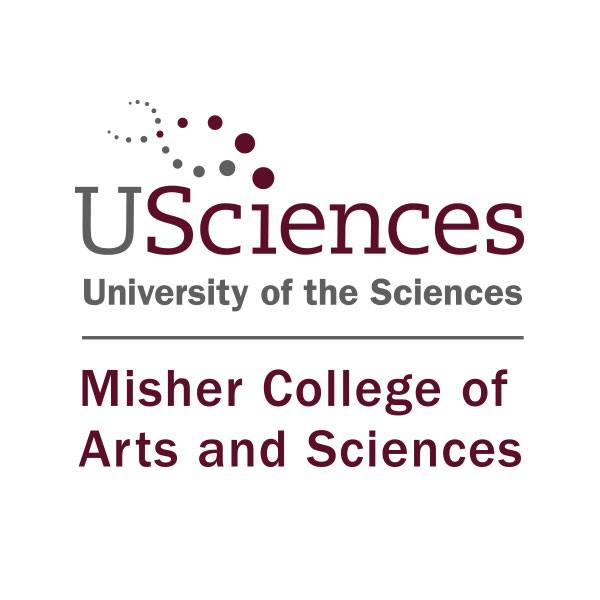 USciences
University of the Sciences
Misher College of
Arts and Sciences